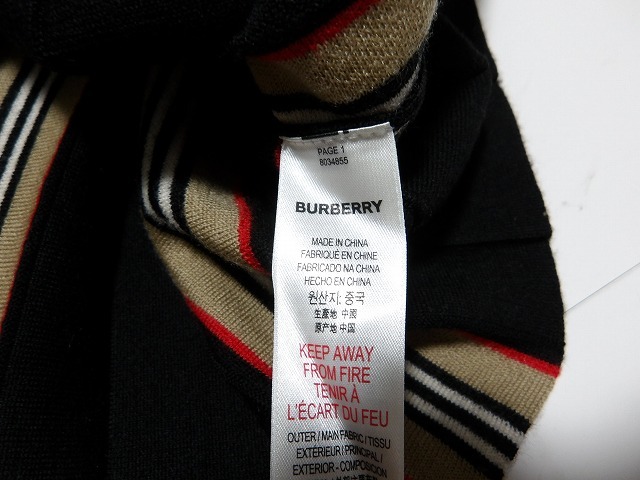 PAGE 1
8034855
BURBERRY
MADE IN CHINA
FABRIQUÉ EN CHINE
FABRICADO NA CHINA
HECHO EN CHINA
원산지: 중국
生產地 中國
原产地 中国
KEEP AWAY
FROM FIRE
TENIR À
L'ÉCART DU FEU
OUTER / MAIN FABRIC / TISSU
EXTÉRIEUR / PRINCIPAL /
EXTERIOR - COMPOSICION